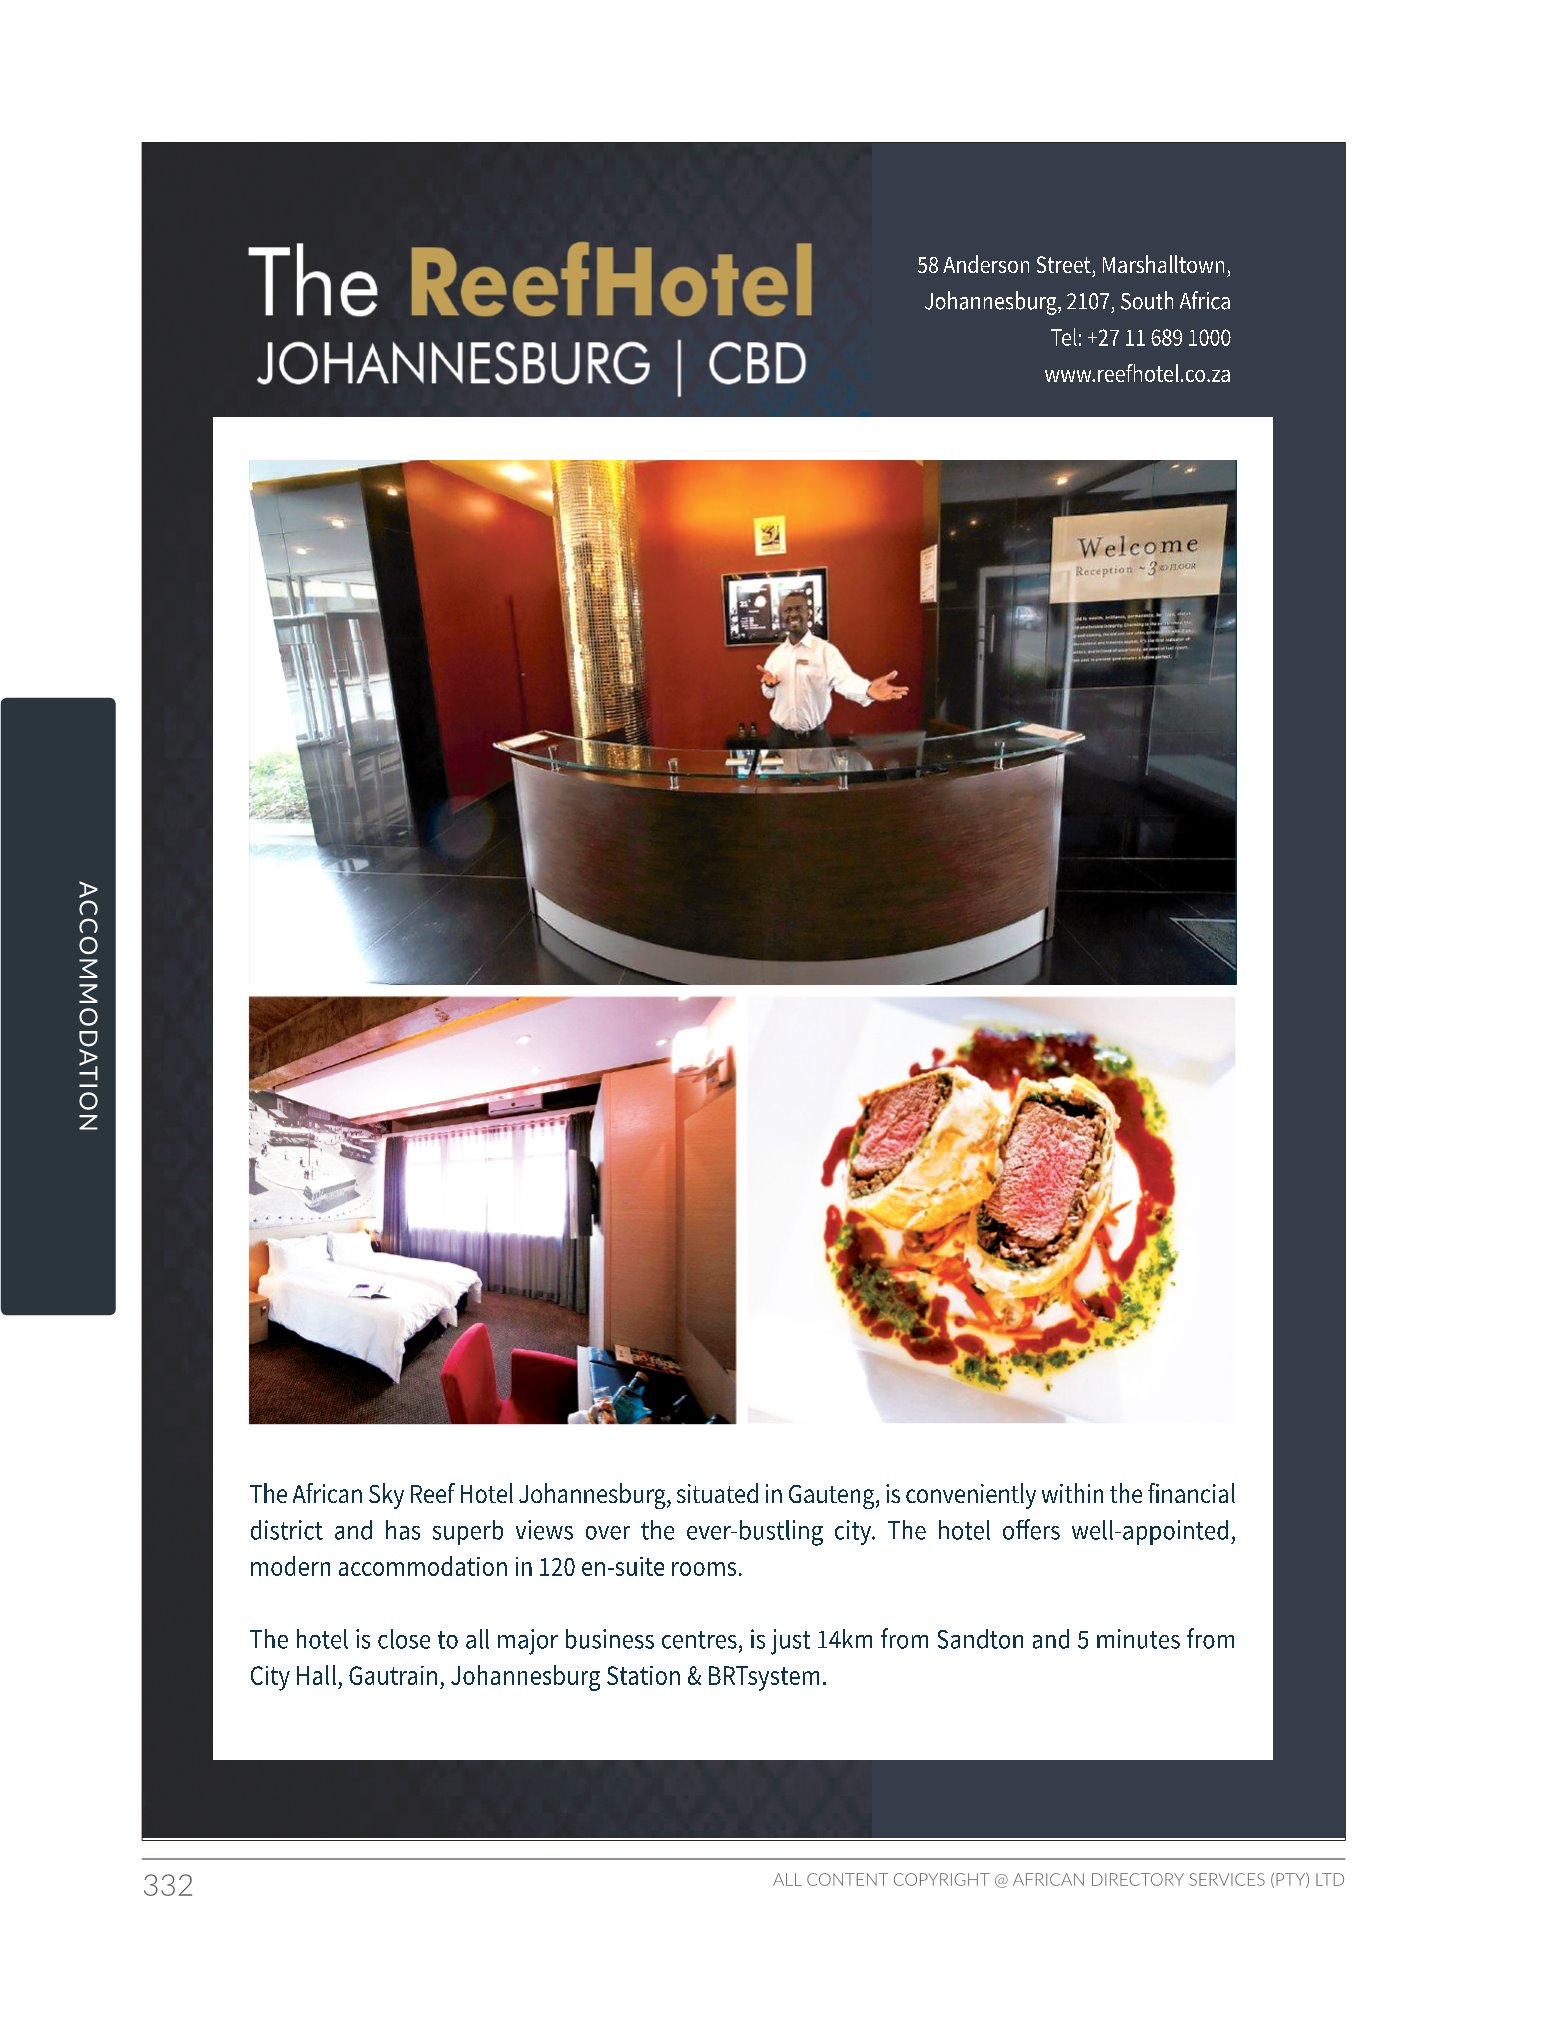 The ReefHotel
JOHANNESBURG | CBD
58 Anderson Street, Marshalltown,
Johannesburg, 2107, South Africa
Tel: +27 11 689 1000
www.reefhotel.co.za
Welcome
Reception ~ 3RD FLOOR
ACCOMMODATION
The African Sky Reef Hotel Johannesburg, situated in Gauteng, is conveniently within the financial
district and has superb views over the ever-bustling city. The hotel offers well-appointed,
modern accommodation in 120 en-suite rooms.
The hotel is close to all major business centres, is just 14km from Sandton and 5 minutes from
City Hall, Gautrain, Johannesburg Station & BRTsystem.
332
ALL CONTENT COPYRIGHT @ AFRICAN DIRECTORY SERVICES (PTY) LTD